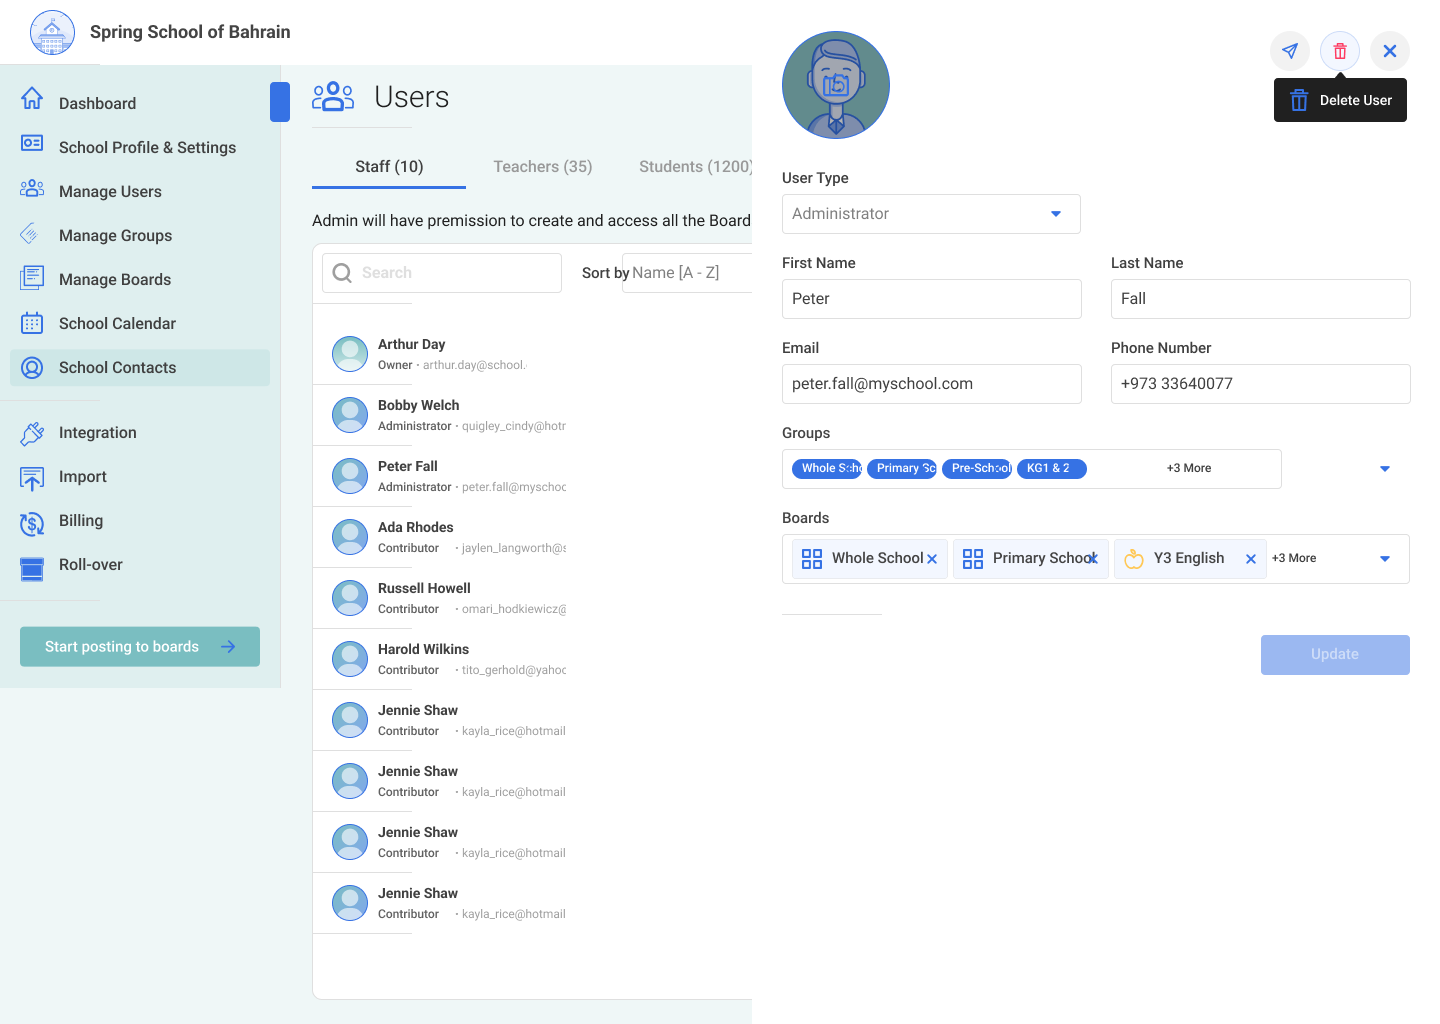 Spring School of Bahrain
Dashboard
School Profile & Settings
Manage Users
Manage Groups
Manage Boards
School Calendar
School Contacts
Integration
Import
Billing
Roll-over
Start posting to boards
Users
Staff (10)
Teachers (35)
Students (1200)
Admin will have premission to create and access all the Board
Search
Sort by
Name [A - Z]
Arthur Day
Owner · arthur.day@school.
Bobby Welch
Administrator · quigley_cindy@hotr
Peter Fall
Administrator · peter.fall@myschoc
Ada Rhodes
Contributor · jaylen_langworth@s
Russell Howell
Contributor · omari_hodkiewicz@
Harold Wilkins
Contributor · tito_gerhold@yahoc
Jennie Shaw
Contributor · kayla_rice@hotmail
Jennie Shaw
Contributor · kayla_rice@hotmail
Jennie Shaw
Contributor · kayla_rice@hotmail
Jennie Shaw
Contributor · kayla_rice@hotmail
Delete User
User Type
Administrator
First Name
Last Name
Peter
Fall
Email
Phone Number
peter.fall@myschool.com
+973 33640077
Groups
Whole Scho Primary Sc Pre-School KG1 & 2 +3 More
Boards
Whole School Primary School Y3 English +3 More
Update